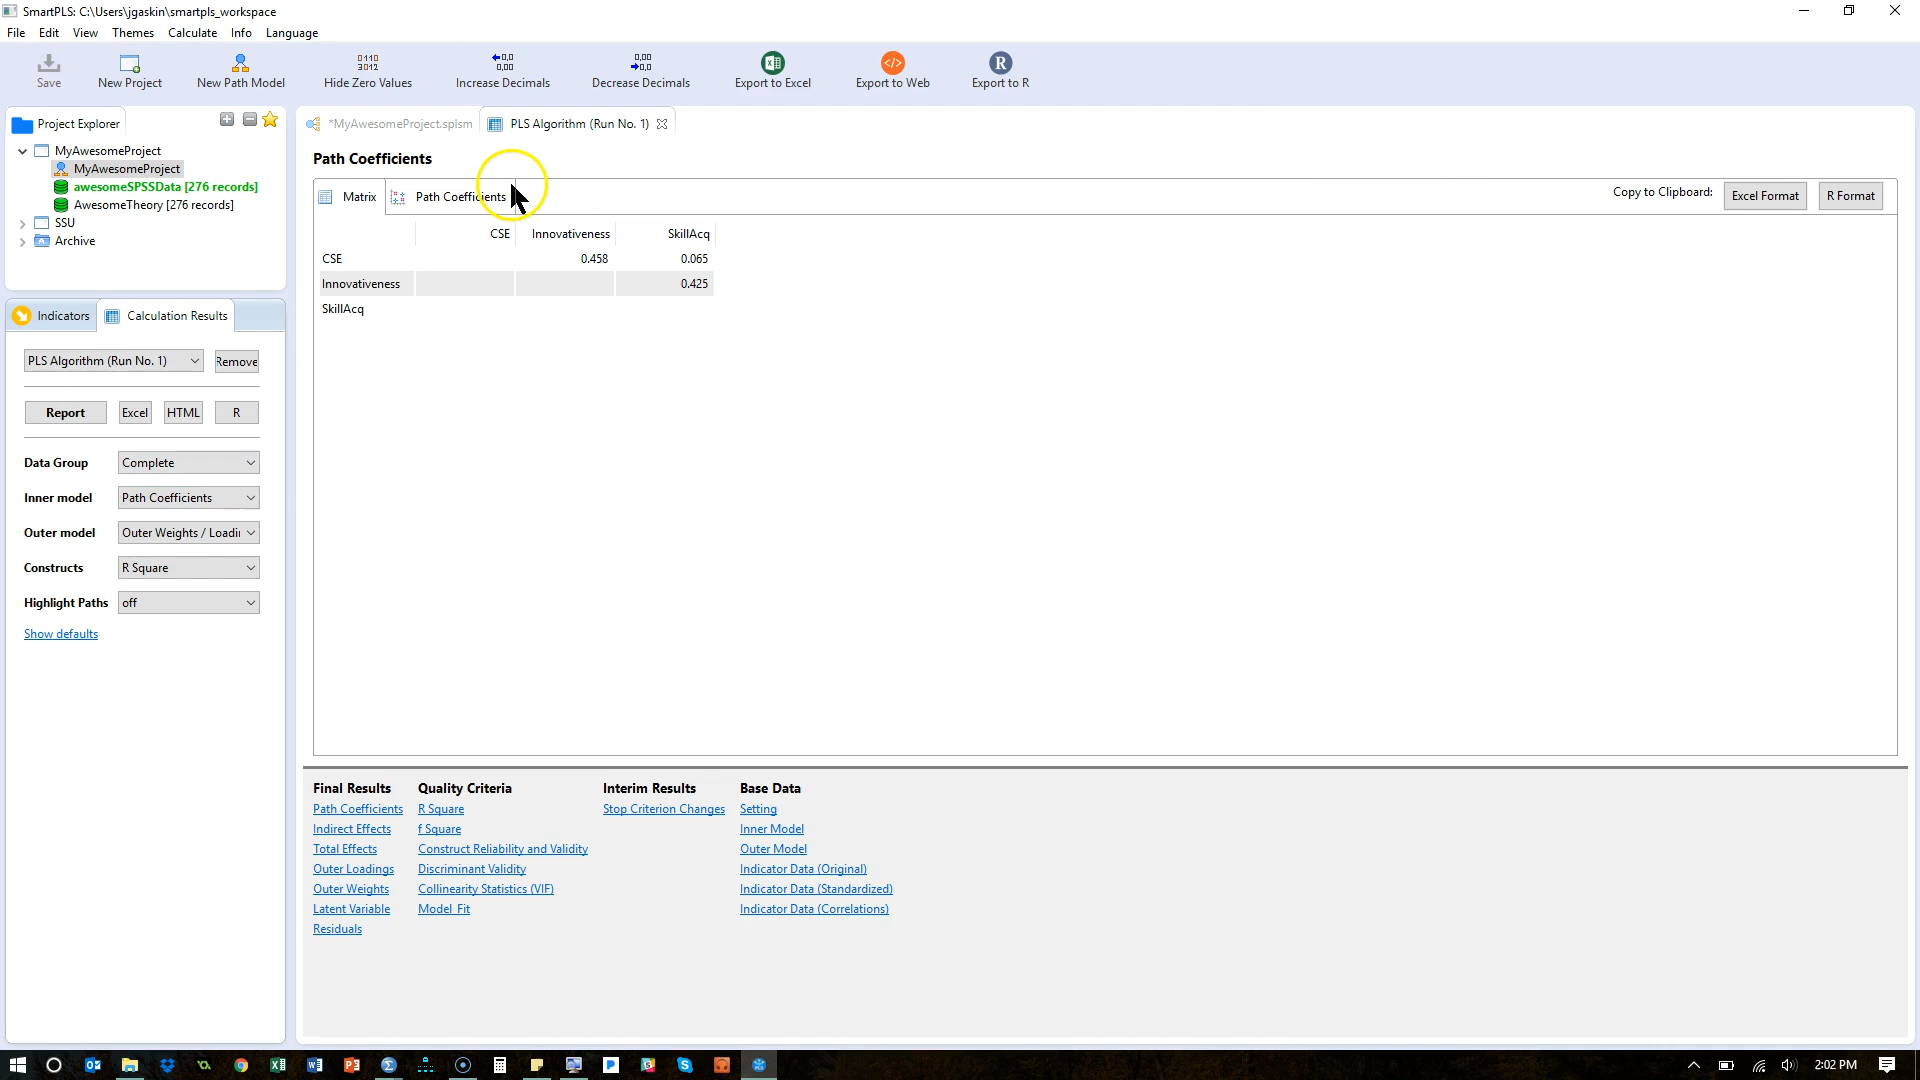 SmartPLS: C:\Users\jgaskin\smartpls_workspace
File Edit View Themes Calculate Info Language
Save New Project New Path Model Hide Zero Values Increase Decimals Decrease Decimals Export to Excel Export to Web Export to R
Project Explorer
MyAwesomeProject
MyAwesomeProject
awesomeSPSSData [276 records]
AwesomeTheory [276 records]
SSU
Archive
Indicators Calculation Results
PLS Algorithm (Run No. 1) Remove
Report Excel HTML R
Data Group Complete
Inner model Path Coefficients
Outer model Outer Weights / Loadi
Constructs R Square
Highlight Paths off
Show defaults
*MyAwesomeProject.splsm PLS Algorithm (Run No. 1)
Path Coefficients
Matrix Path Coefficients Copy to Clipboard: Excel Format R Format
CSE Innovativeness SkillAcq
CSE 0.458 0.065
Innovativeness 0.425
SkillAcq
Final Results Quality Criteria Interim Results Base Data
Path Coefficients R Square Stop Criterion Changes Setting
Indirect Effects f Square Inner Model
Total Effects Construct Reliability and Validity Outer Model
Outer Loadings Discriminant Validity Indicator Data (Original)
Outer Weights Collinearity Statistics (VIF) Indicator Data (Standardized)
Latent Variable Model_Fit Indicator Data (Correlations)
Residuals
2:02 PM